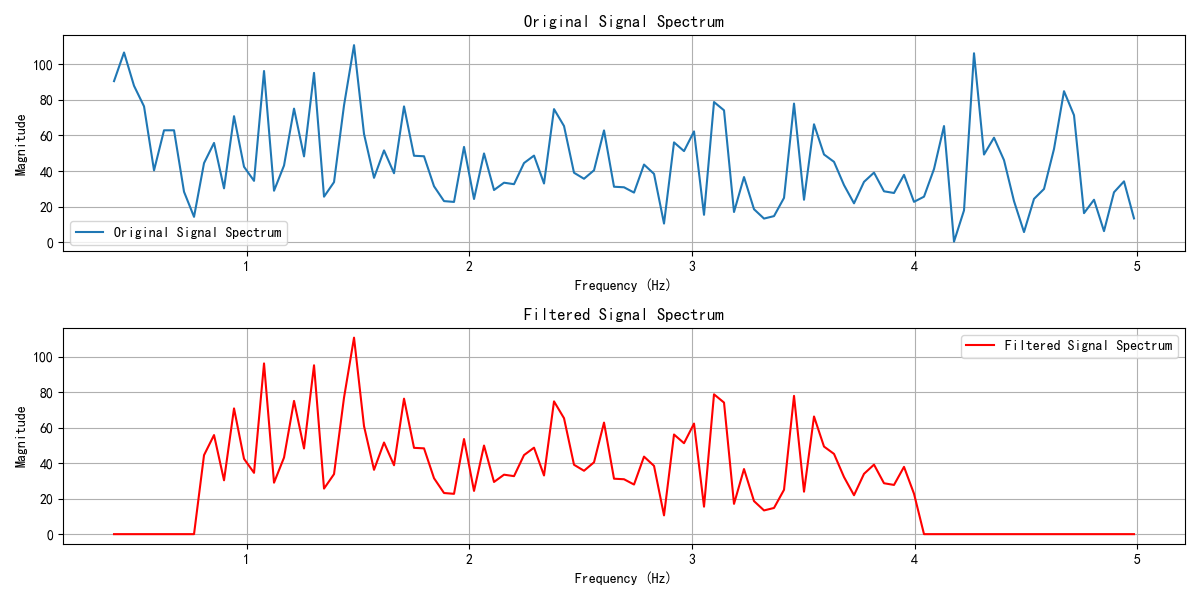 Original Signal Spectrum
100
80
60
40
20
0
Magnitude
Original Signal Spectrum
1 2 3 4 5
Frequency (Hz)
Filtered Signal Spectrum
100
80
60
40
20
0
Magnitude
Filtered Signal Spectrum
1 2 3 4 5
Frequency (Hz)